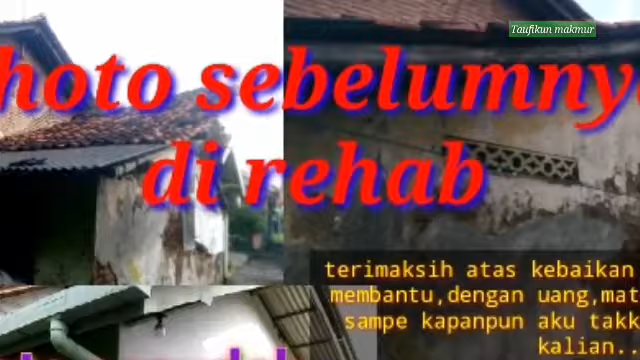 Taufikun makmur
hoto sebelumny
di rehab
terimaksih atas kebaikan
membantu,dengan uang,mat
sampe kapanpun aku takk
kalian..